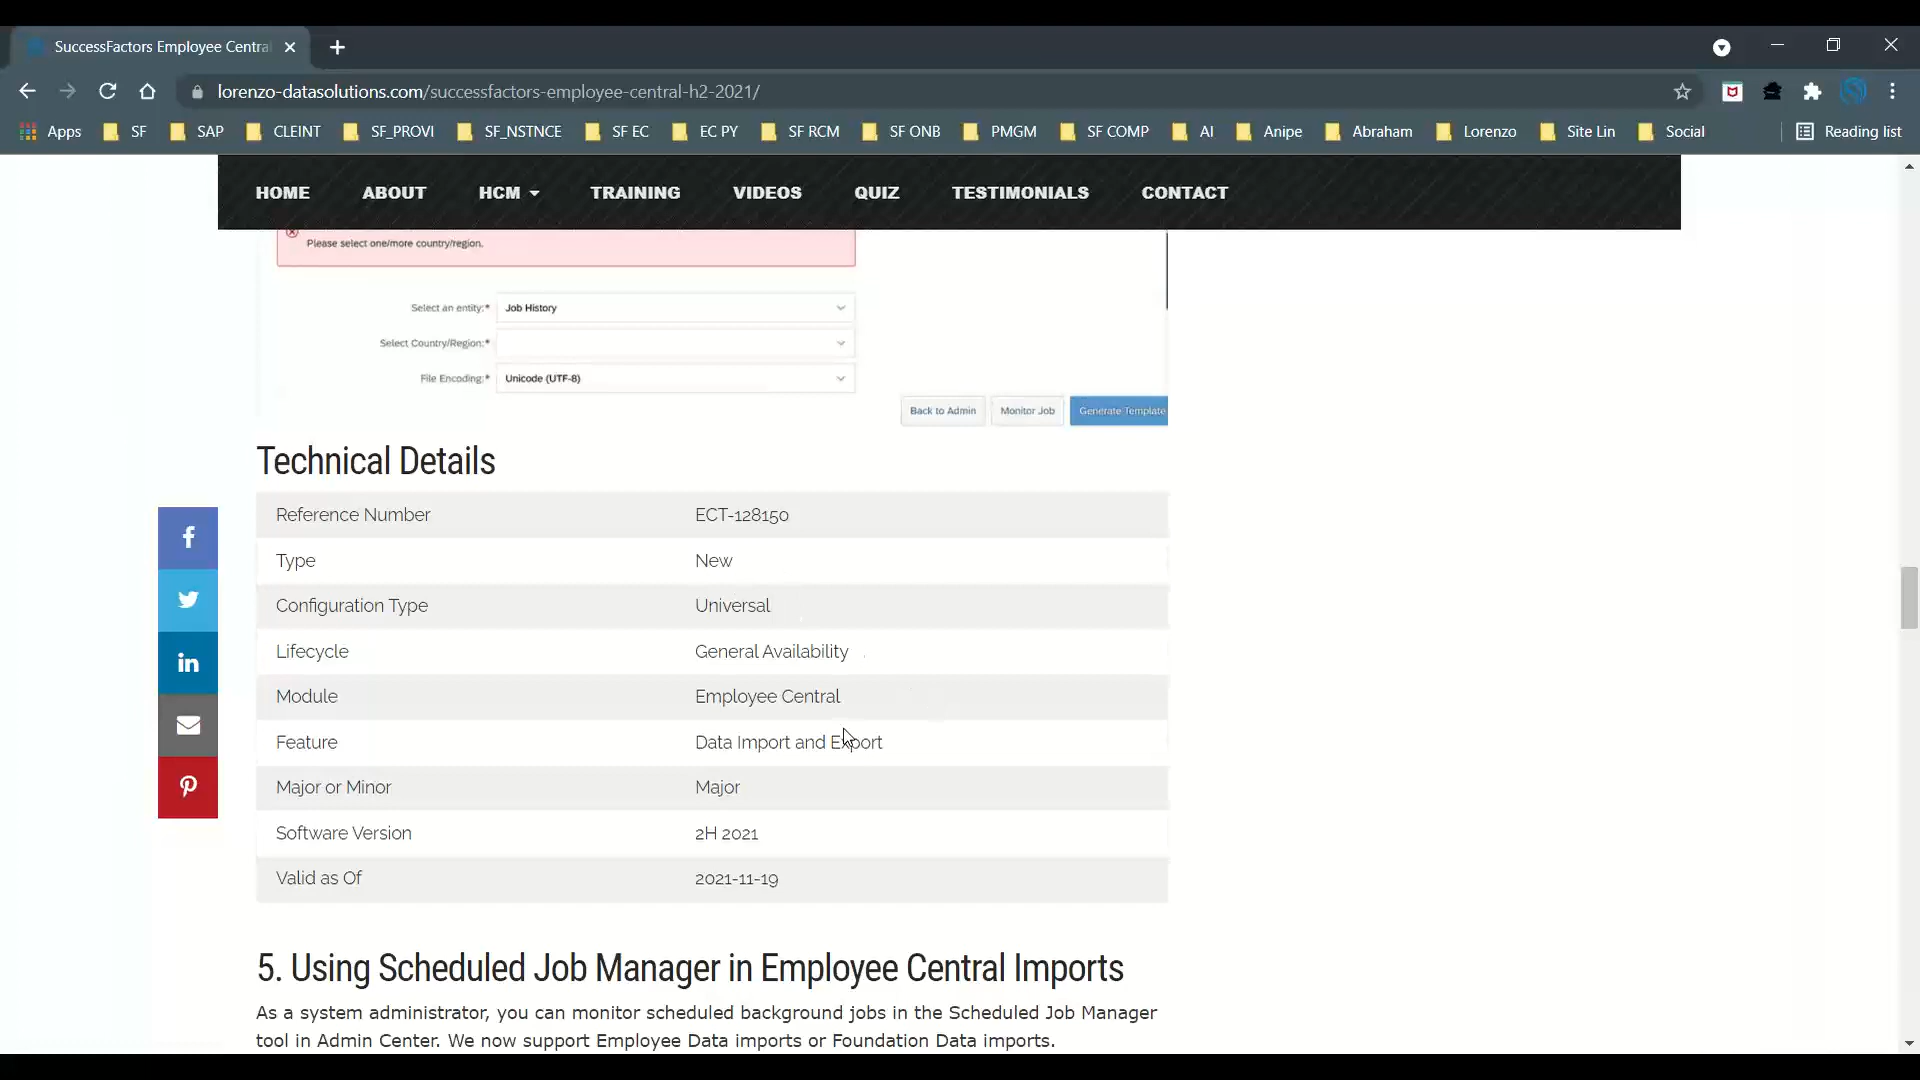 SuccessFactors Employee Centra
lorenzo-datasolutions.com/successfactors-employee-central-h2-2021/
Apps SF SAP CLEINT SF_PROVI SF_NSTNCE SF EC EC PY SF RCM SF ONB PMGM SF COMP AI Anipe Abraham Lorenzo Site Lin Social Reading list
HOME ABOUT HCM TRAINING VIDEOS QUIZ TESTIMONIALS CONTACT
Please select one/more country/region.
Select an entity:* Job History
Select Country/Region:*
File Encoding:* Unicode (UTF-8)
Back to Admin Monitor Job Generate Template
Technical Details
Reference Number ECT-128150
Type New
Configuration Type Universal
Lifecycle General Availability
Module Employee Central
Feature Data Import and Export
Major or Minor Major
Software Version 2H 2021
Valid as Of 2021-11-19
5. Using Scheduled Job Manager in Employee Central Imports
As a system administrator, you can monitor scheduled background jobs in the Scheduled Job Manager
tool in Admin Center. We now support Employee Data imports or Foundation Data imports.